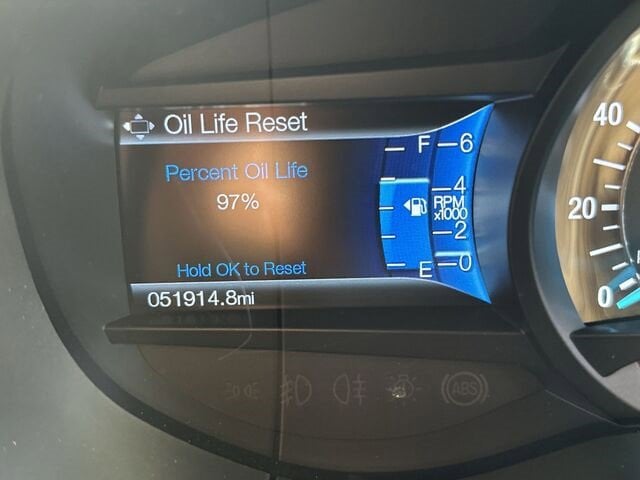 Oil Life Reset
Percent Oil Life
97%
Hold OK to Reset
051914.8mi
F
E
6
4
RPM
x1000
2
0
40
20
0
ABS